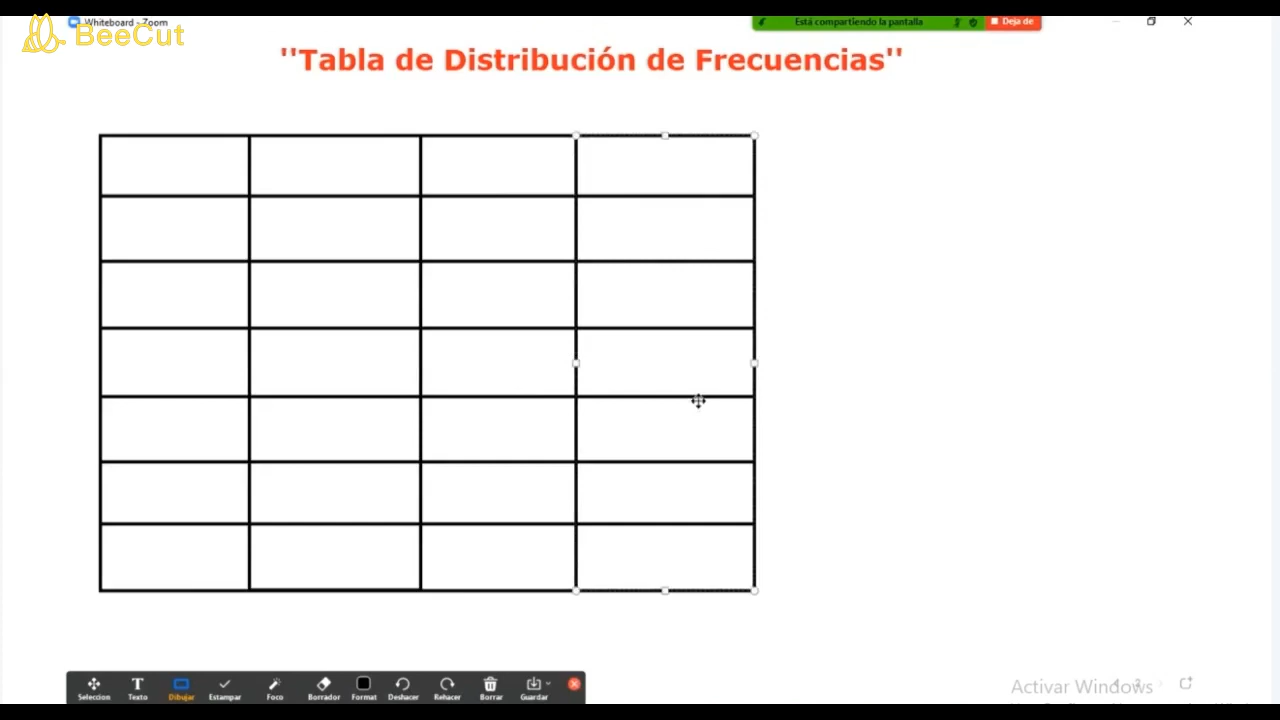 Whiteboard - Zoom
Está compartiendo la pantalla
Deja de
BeeCut
''Tabla de Distribución de Frecuencias''
Seleccion
Texto
Dibujar
Estampar
Foco
Borrador
Format
Deshacer
Rehacer
Borrar
Guardar
Activar Windows
2